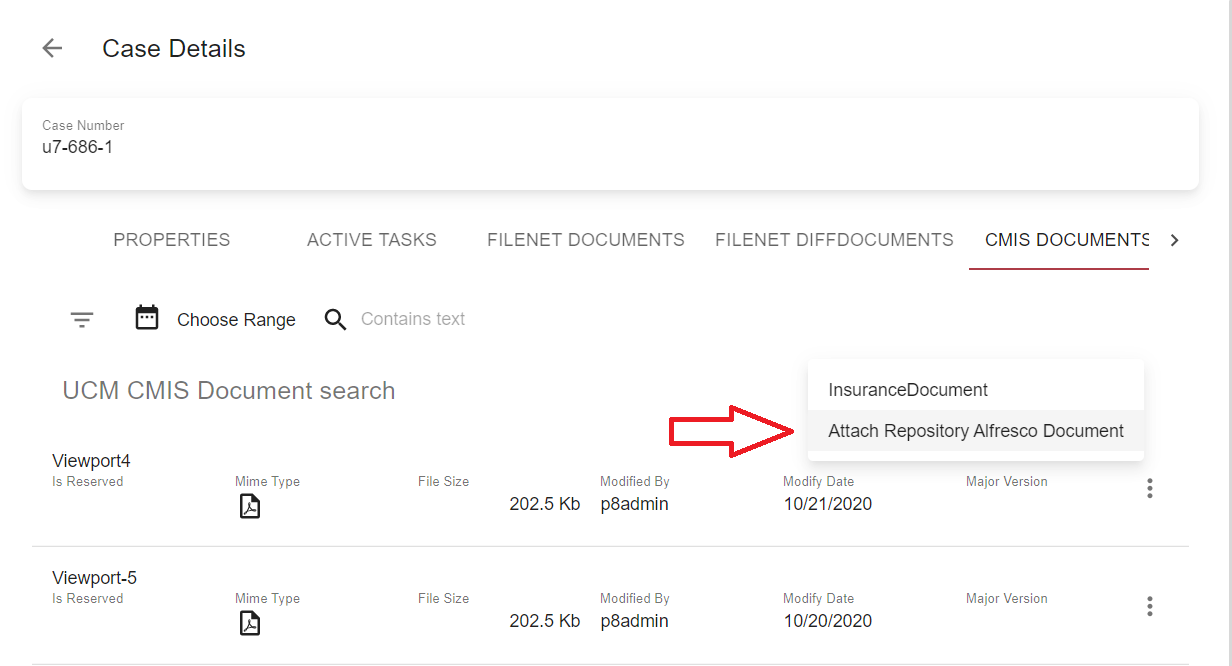 Case Details
Case Number
u7-686-1
PROPERTIES ACTIVE TASKS FILENET DOCUMENTS FILENET DIFFDOCUMENTS CMIS DOCUMENTS
Choose Range Contains text
UCM CMIS Document search
InsuranceDocument
Attach Repository Alfresco Document
Viewport4
Is Reserved Mime Type File Size Modified By Modify Date Major Version
202.5 Kb p8admin 10/21/2020
Viewport-5
Is Reserved Mime Type File Size Modified By Modify Date Major Version
202.5 Kb p8admin 10/20/2020